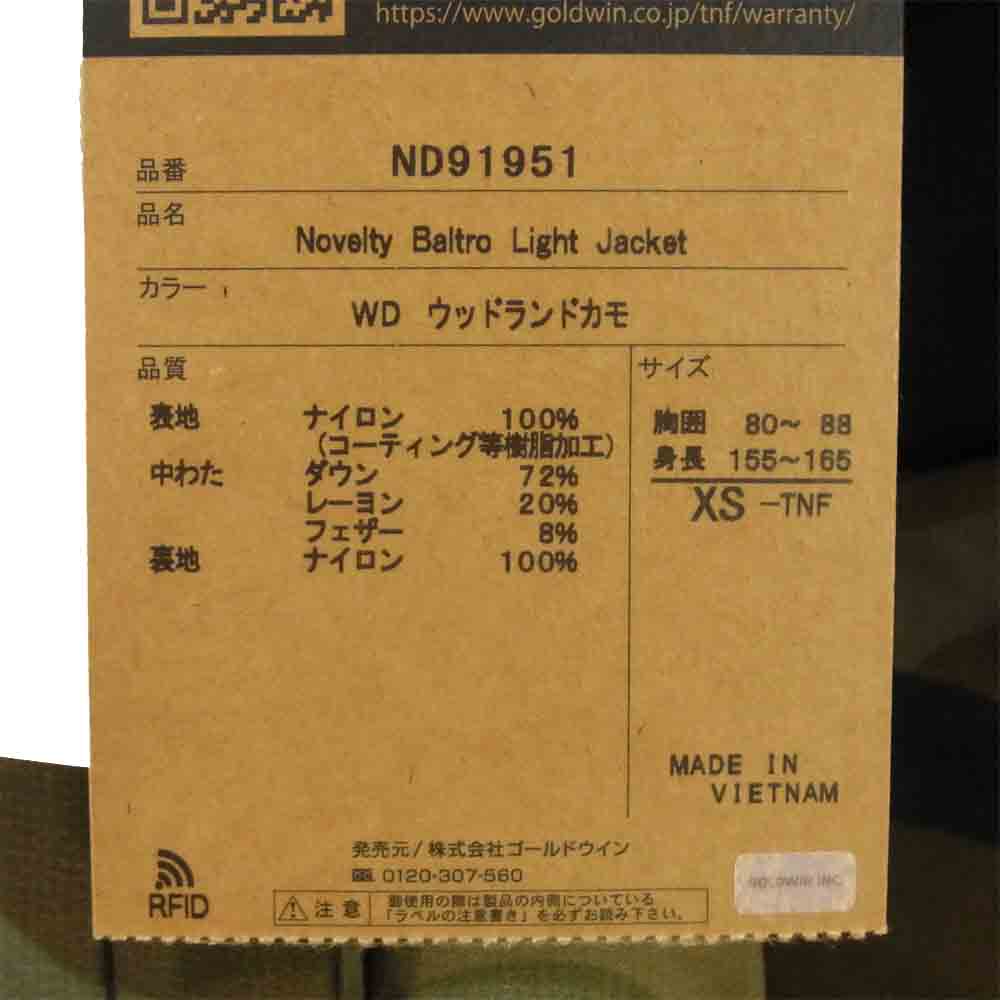 https://www.goldwin.co.jp/tnf/warranty/
品番 ND91951
品名
Novelty Baltro Light Jacket
カラー
WD ウッドランドカモ
品質
表地 ナイロン 100%
(コーティング等樹脂加工)
中わた ダウン 72%
レーヨン 20%
フェザー 8%
裏地 ナイロン 100%
サイズ
胸囲 80～ 88
身長 155～165
XS -TNF
MADE IN
VIETNAM
発売元/株式会社ゴールドウイン
0120-307-560
RFID
注意
御使用の際は製品の内側についている
「ラベルの注意書き」を必ずお読み下さい。
GOLDWIN INC.